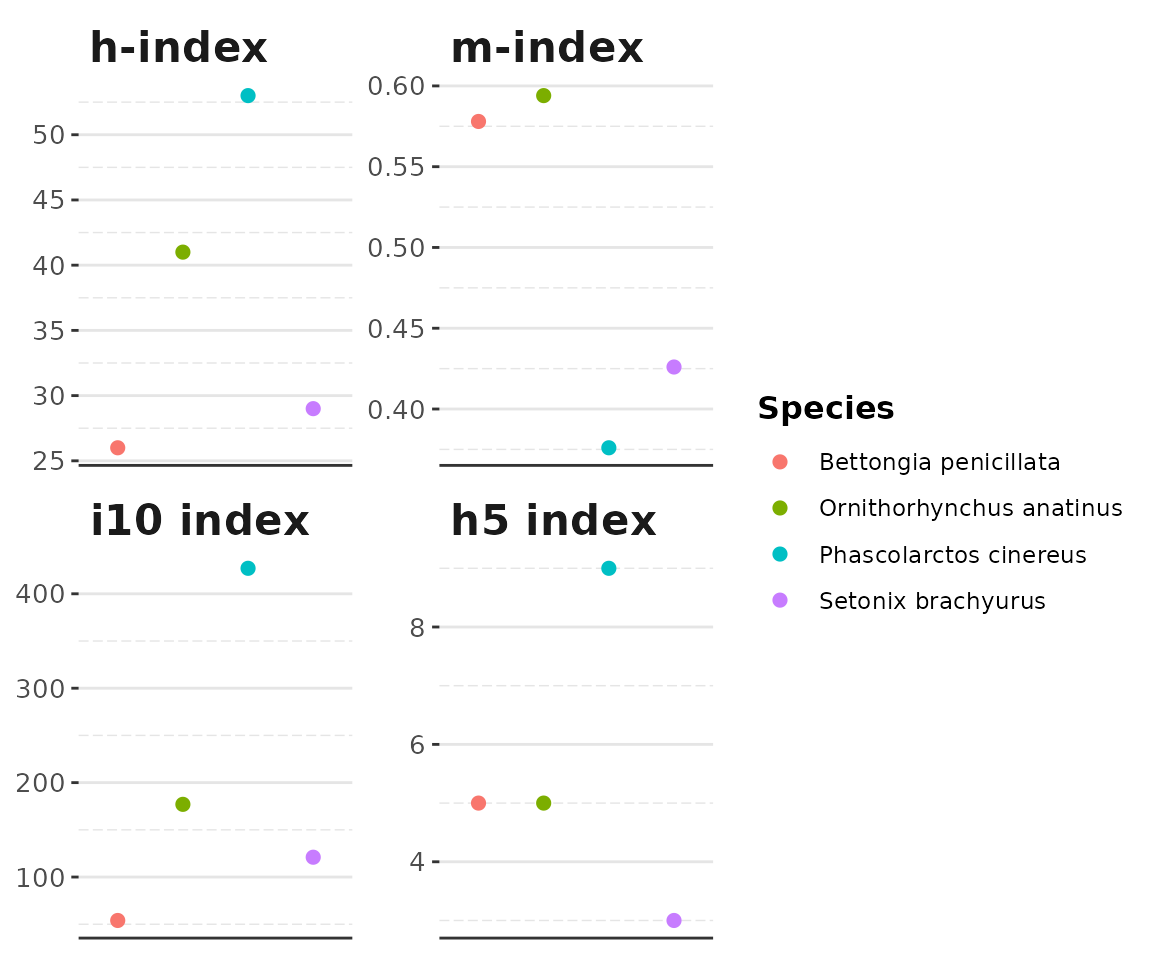 h-index
50
45
40
35
30
25
m-index
0.60
0.55
0.50
0.45
0.40
i10 index
400
300
200
100
h5 index
8
6
4
Species
Bettongia penicillata
Ornithorhynchus anatinus
Phascolarctos cinereus
Setonix brachyurus